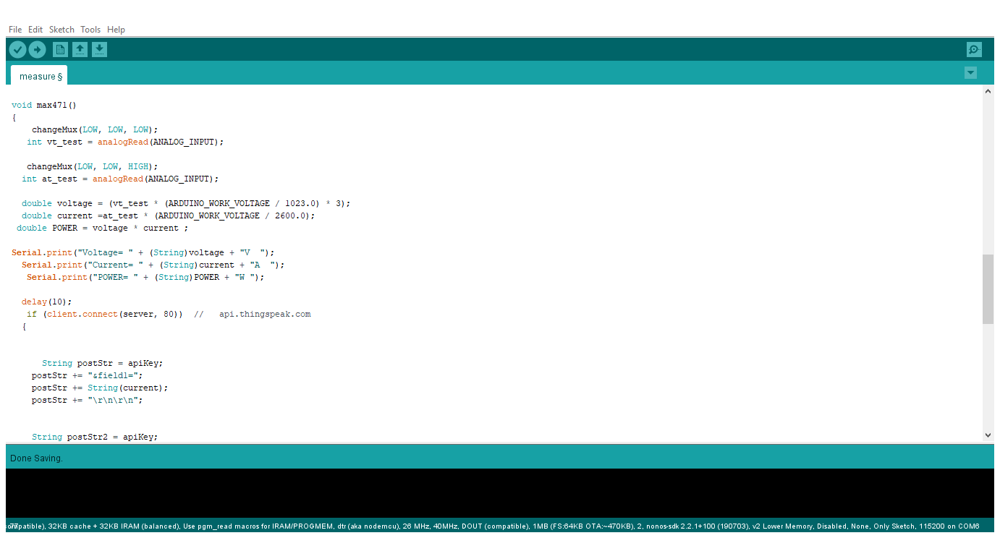 File Edit Sketch Tools Help
measure §
void max471()
{
changeMux(LOW, LOW, LOW);
int vt_test = analogRead(ANALOG_INPUT);
changeMux(LOW, LOW, HIGH);
int at_test = analogRead(ANALOG_INPUT);
double voltage = (vt_test * (ARDUINO_WORK_VOLTAGE / 1023.0) * 3);
double current =at_test * (ARDUINO_WORK_VOLTAGE / 2600.0);
double POWER = voltage * current ;
Serial.print("Voltage= " + (String)voltage + "V  ");
Serial.print("Current= " + (String)current + "A  ");
Serial.print("POWER= " + (String)POWER + "W ");
delay(10);
if (client.connect(server, 80))  //   api.thingspeak.com
{
String postStr = apiKey;
postStr += "&field1=";
postStr += String(current);
postStr += "\r\n\r\n";
String postStr2 = apiKey;
Done Saving.
77
32KB cache + 32KB IRAM (balanced), Use pgm_read macros for IRAM/PROGMEM, dtr (aka nodemcu), 26 MHz, 40MHz, DOUT (compatible), 1MB (FS:64KB OTA:~470KB), 2, nonos-sdk 2.2.1+100 (190703), v2 Lower Memory, Disabled, None, Only Sketch, 115200 on COM6